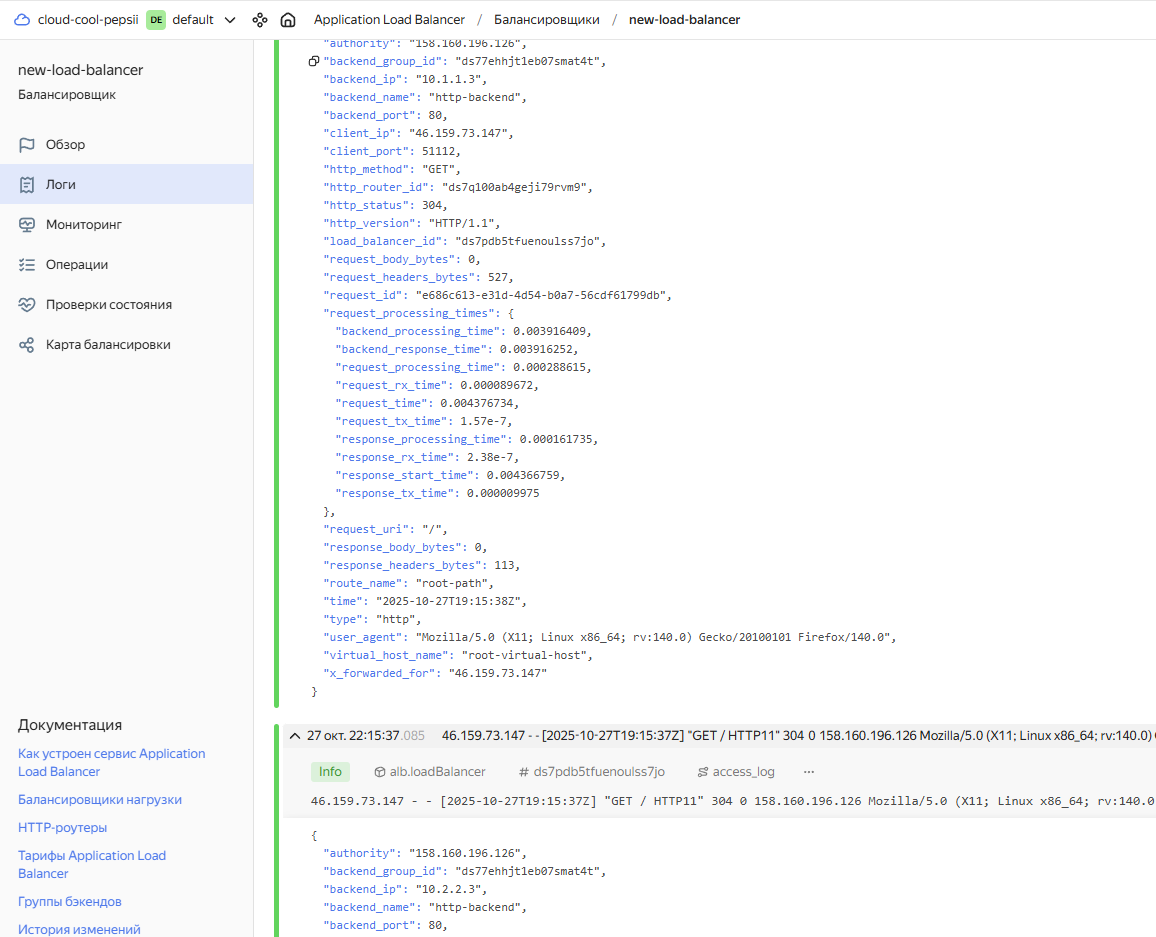 cloud-cool-pepsii DE default Application Load Balancer / Балансировщики / new-load-balancer
new-load-balancer
Балансировщик
Обзор
Логи
Мониторинг
Операции
Проверки состояния
Карта балансировки
Документация
Как устроен сервис Application
Load Balancer
Балансировщики нагрузки
HTTP-роутеры
Тарифы Application Load
Balancer
Группы бэкендов
История изменений
"authority": "158.160.196.126",
"backend_group_id": "ds77ehhjt1eb07smat4t",
"backend_ip": "10.1.1.3",
"backend_name": "http-backend",
"backend_port": 80,
"client_ip": "46.159.73.147",
"client_port": 51112,
"http_method": "GET",
"http_router_id": "ds7q100ab4geji79rvm9",
"http_status": 304,
"http_version": "HTTP/1.1",
"load_balancer_id": "ds7pdb5tfuenoulss7jo",
"request_body_bytes": 0,
"request_headers_bytes": 527,
"request_id": "e686c613-e31d-4d54-b0a7-56cdf61799db",
"request_processing_times": {
"backend_processing_time": 0.003916409,
"backend_response_time": 0.003916252,
"request_processing_time": 0.000288615,
"request_rx_time": 0.000089672,
"request_time": 0.004376734,
"request_tx_time": 1.57e-7,
"response_processing_time": 0.000161735,
"response_rx_time": 2.38e-7,
"response_start_time": 0.004366759,
"response_tx_time": 0.000009975
},
"request_uri": "/",
"response_body_bytes": 0,
"response_headers_bytes": 113,
"route_name": "root-path",
"time": "2025-10-27T19:15:38Z",
"type": "http",
"user_agent": "Mozilla/5.0 (X11; Linux x86_64; rv:140.0) Gecko/20100101 Firefox/140.0",
"virtual_host_name": "root-virtual-host",
"x_forwarded_for": "46.159.73.147"
}
27 окт. 22:15:37.085 46.159.73.147 - - [2025-10-27T19:15:37Z] "GET / HTTP11" 304 0 158.160.196.126 Mozilla/5.0 (X11; Linux x86_64; rv:140.0)
Info alb.loadBalancer # ds7pdb5tfuenoulss7jo access_log ···
46.159.73.147 - - [2025-10-27T19:15:37Z] "GET / HTTP11" 304 0 158.160.196.126 Mozilla/5.0 (X11; Linux x86_64; rv:140.0
{
"authority": "158.160.196.126",
"backend_group_id": "ds77ehhjt1eb07smat4t",
"backend_ip": "10.2.2.3",
"backend_name": "http-backend",
"backend_port": 80,